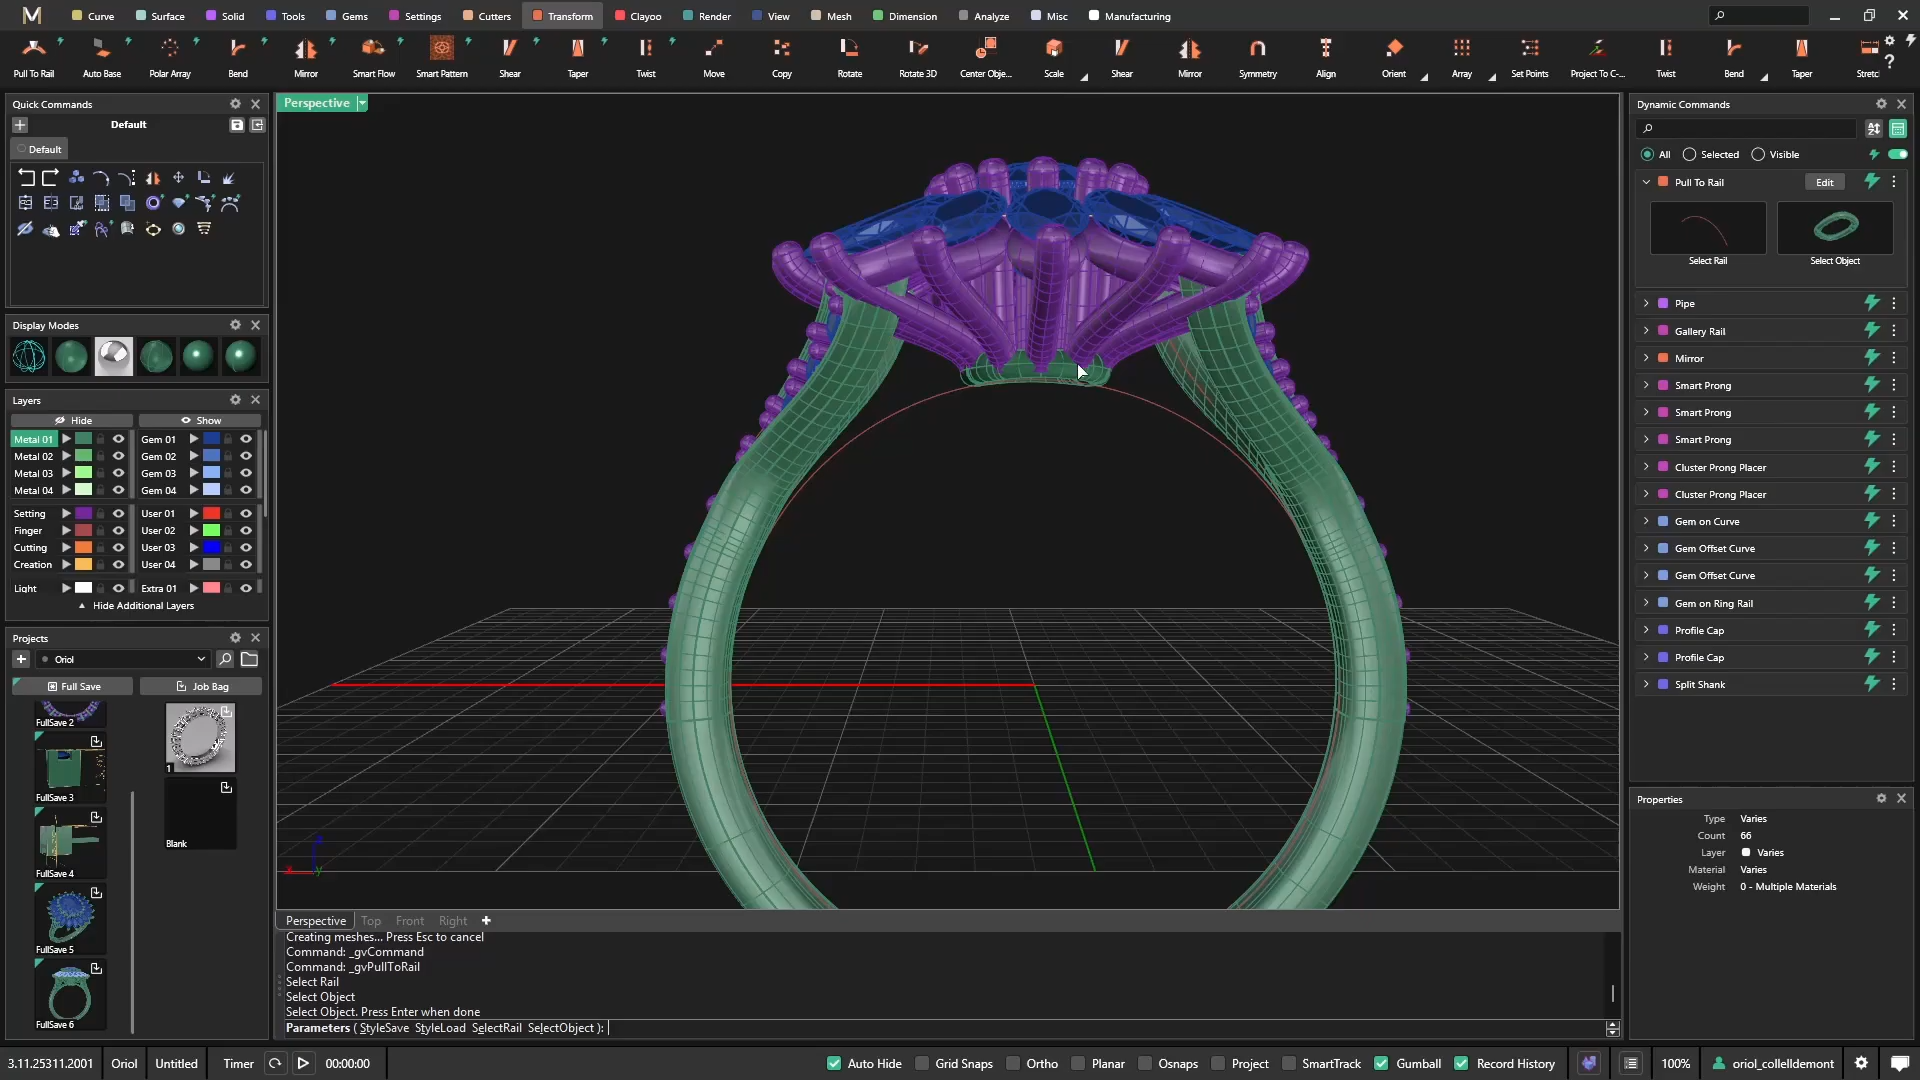 M
Curve Surface Solid Tools Gems Settings Cutters Transform Clayoo Render View Mesh Dimension Analyze Misc Manufacturing
Pull To Rail Auto Base Polar Array Bend Mirror Smart Flow Smart Pattern Shear Taper Twist Move Copy Rotate Rotate 3D Center Obje... Scale Shear Mirror Symmetry Align Orient Array Set Points Project To C-... Twist Bend Taper Stretc
Quick Commands
Default
Default
Display Modes
Layers
Hide Show
Metal 01 Gem 01
Metal 02 Gem 02
Metal 03 Gem 03
Metal 04 Gem 04
Setting User 01
Finger User 02
Cutting User 03
Creation User 04
Light Extra 01
Hide Additional Layers
Projects
Oriol
Full Save Job Bag
FullSave 2
1
FullSave 3
Blank
FullSave 4
FullSave 5
FullSave 6
Perspective
x y z
Perspective Top Front Right
Creating meshes... Press Esc to cancel
Command: _gvCommand
Command: _gvPullToRail
Select Rail
Select Object
Select Object. Press Enter when done
Parameters ( StyleSave StyleLoad SelectRail SelectObject ):
Dynamic Commands
All Selected Visible
Pull To Rail Edit
Select Rail Select Object
Pipe
Gallery Rail
Mirror
Smart Prong
Smart Prong
Smart Prong
Cluster Prong Placer
Cluster Prong Placer
Gem on Curve
Gem Offset Curve
Gem Offset Curve
Gem on Ring Rail
Profile Cap
Profile Cap
Split Shank
Properties
Type Varies
Count 66
Layer Varies
Material Varies
Weight 0 - Multiple Materials
3.11.25311.2001 Oriol Untitled Timer 00:00:00 Auto Hide Grid Snaps Ortho Planar Osnaps Project SmartTrack Gumball Record History 100% oriol_collelldemont